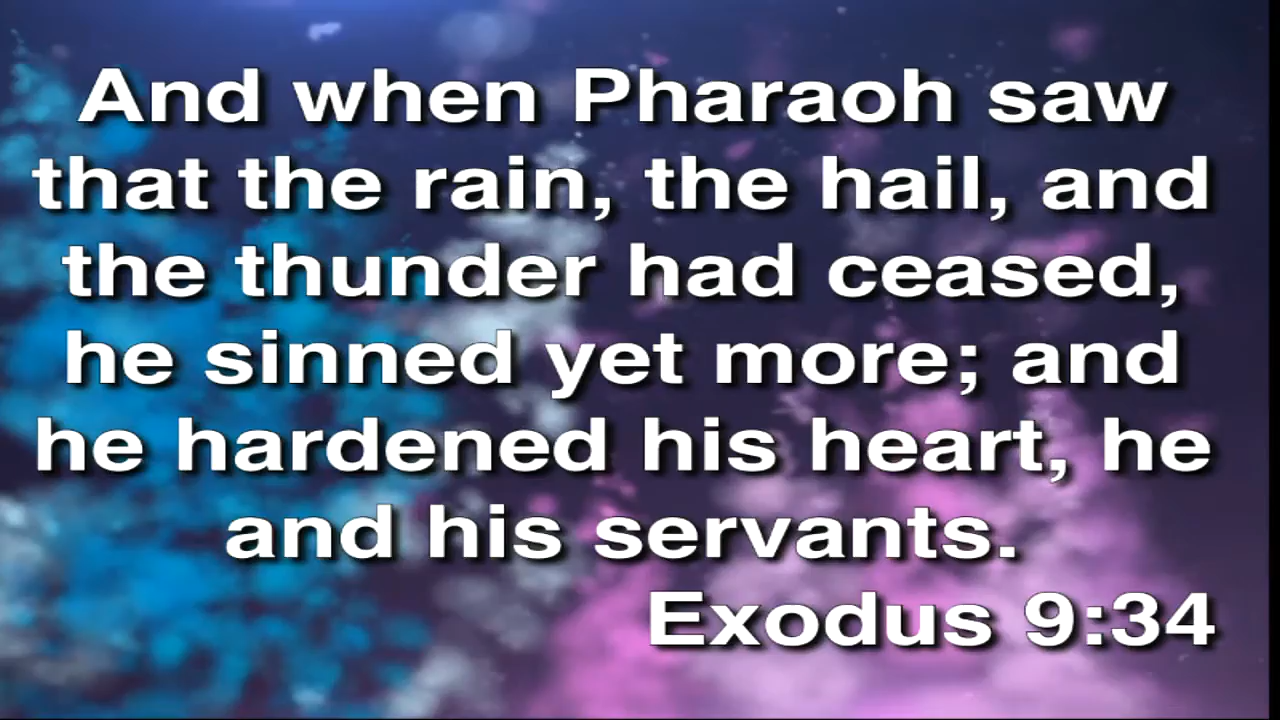 And when Pharaoh saw
that the rain, the hail, and
the thunder had ceased,
he sinned yet more; and
he hardened his heart, he
and his servants.
Exodus 9:34